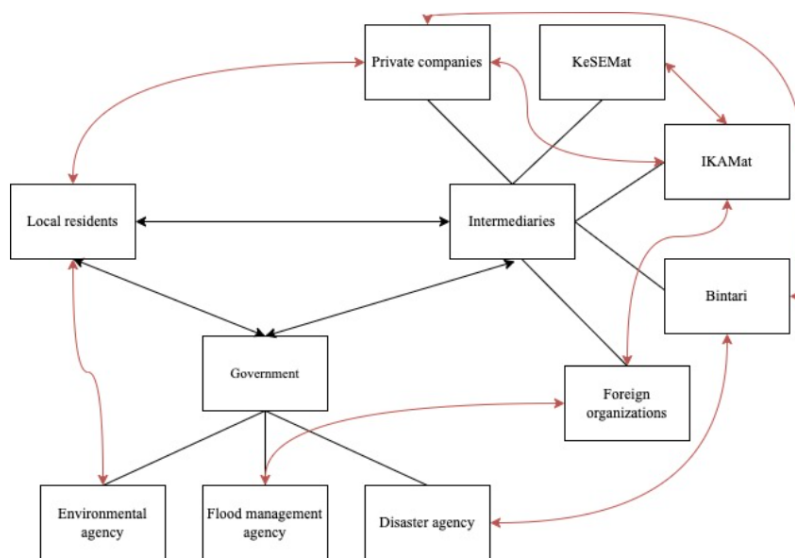 Private companies
KeSEMat
IKAMat
Local residents
Intermediaries
Bintari
Government
Foreign
organizations
Environmental
agency
Flood management
agency
Disaster agency